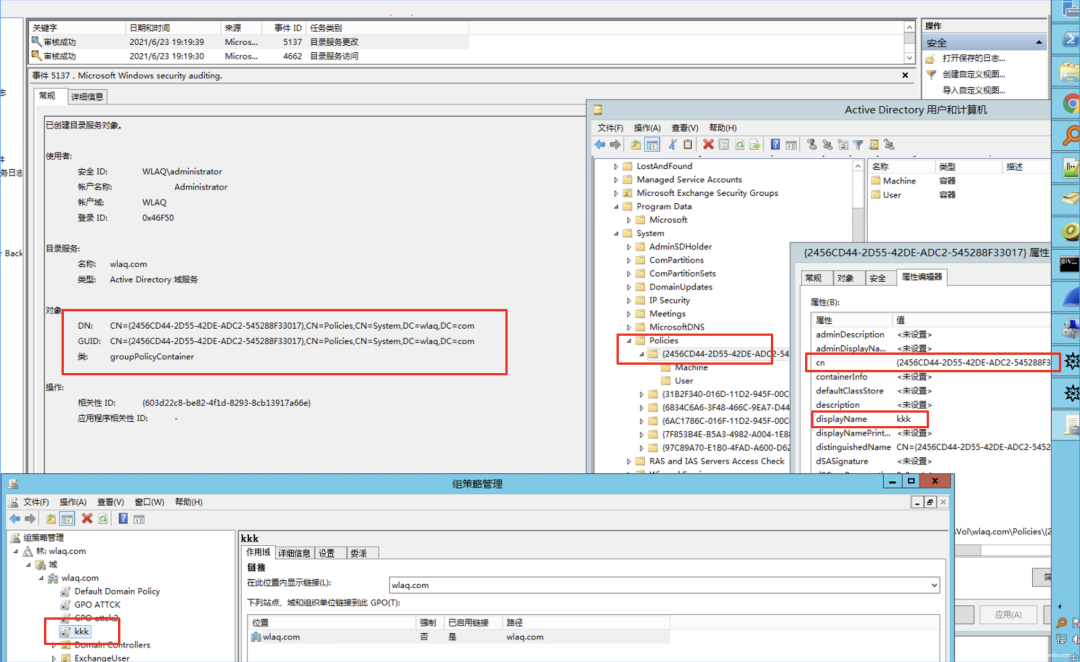 关键字 日期和时间 来源 事件 ID 任务类别
审核成功 2021/6/23 19:19:39 Micros... 5137 目录服务更改
审核成功 2021/6/23 19:19:30 Micros... 4662 目录服务访问
事件 5137，Microsoft Windows security auditing.
常规 详细信息
已创建目录服务对象。
使用者:
安全 ID: WLAQ\administrator
帐户名称: Administrator
帐户域: WLAQ
登录 ID: 0x46F50
目录服务:
名称: wlaq.com
类型: Active Directory 域服务
对象:
DN: CN={2456CD44-2D55-42DE-ADC2-545288F33017},CN=Policies,CN=System,DC=wlaq,DC=com
GUID: CN={2456CD44-2D55-42DE-ADC2-545288F33017},CN=Policies,CN=System,DC=wlaq,DC=com
类: groupPolicyContainer
操作:
相关性 ID: {603d22c8-be82-4f1d-8293-8cb13917a66e}
应用程序相关性 ID: -
务日志
Back
操作
安全
打开保存的日志...
创建自定义视图...
导入自定义视图...
Active Directory 用户和计算机
文件(F) 操作(A) 查看(V) 帮助(H)
LostAndFound
Managed Service Accounts
Microsoft Exchange Security Groups
Program Data
Microsoft
System
AdminSDHolder
ComPartitions
ComPartitionSets
DomainUpdates
IP Security
Meetings
MicrosoftDNS
Policies
{2456CD44-2D55-42DE-ADC2-54
Machine
User
{31B2F340-016D-11D2-945F-00C
{6834C6A6-3F48-466C-9EA7-D44
{6AC1786C-016F-11D2-945F-00C
{7F853B4E-B5A3-4982-A004-1E8
{97C89A70-E1B0-4FAD-A600-D62
RAS and IAS Servers Access Check
名称 类型 描述
Machine 容器
User 容器
{2456CD44-2D55-42DE-ADC2-545288F33017} 属性
常规 对象 安全 属性编辑器
属性(B):
属性 值
adminDescription <未设置>
adminDisplayNa... <未设置>
cn {2456CD44-2D55-42DE-ADC2-545288F3
containerInfo <未设置>
defaultClassStore <未设置>
description <未设置>
displayName kkk
displayNamePrint... <未设置>
distinguishedName CN={2456CD44-2D55-42DE-ADC2-5452
dSASignature <未设置>
sVol\wlaq.com\Policies\{2
应用(A)
组策略管理
文件(F) 操作(A) 查看(V) 窗口(W) 帮助(H)
组策略管理
林: wlaq.com
域
wlaq.com
Default Domain Policy
GPO ATTCK
GPO attck2
kkk
Domain Controllers
ExchangeUser
kkk
作用域 详细信息 设置 委派
链接
在此位置内显示链接(L): wlaq.com
下列站点、域和组织单位链接到此 GPO(T):
位置 强制 已启用链接 路径
wlaq.com 否 是 wlaq.com